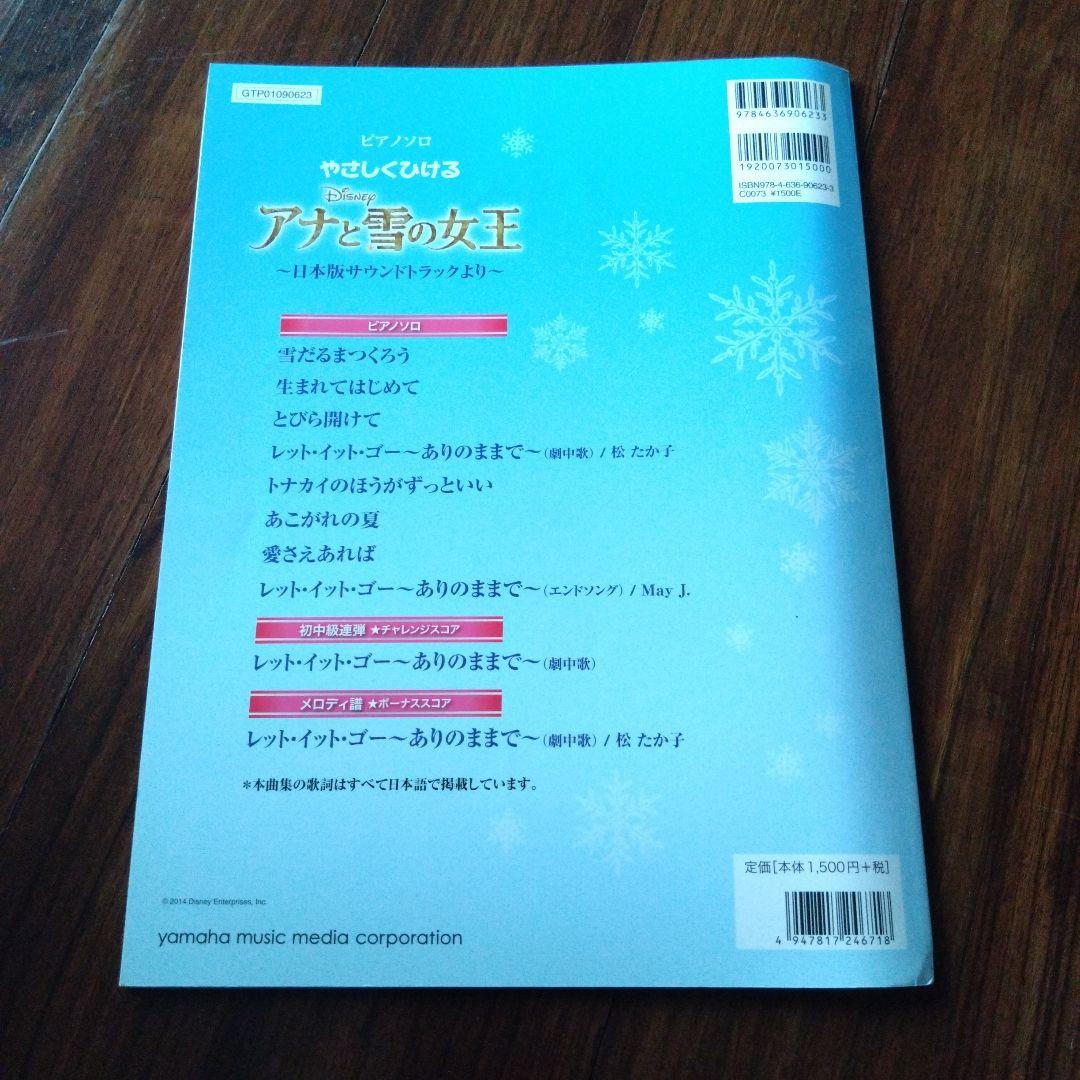 GTP01090623
9784636906233
1920073015000
ISBN978-4-636-90623-3
C0073 ¥1500E
ピアノソロ
やさしくひける
Disney
アナと雪の女王
～日本版サウンドトラックより～
ピアノソロ
雪だるまつくろう
生まれてはじめて
とびら開けて
レット・イット・ゴー～ありのままで～(劇中歌) / 松 たか子
トナカイのほうがずっといい
あこがれの夏
愛さえあれば
レット・イット・ゴー～ありのままで～(エンドソング) / May J.
初中級連弾 ★チャレンジスコア
レット・イット・ゴー～ありのままで～(劇中歌)
メロディ譜 ★ボーナススコア
レット・イット・ゴー～ありのままで～(劇中歌) / 松 たか子
＊本曲集の歌詞はすべて日本語で掲載しています。
定価[本体1,500円+税]
4 947817 246718
© 2014 Disney Enterprises, Inc.
yamaha music media corporation